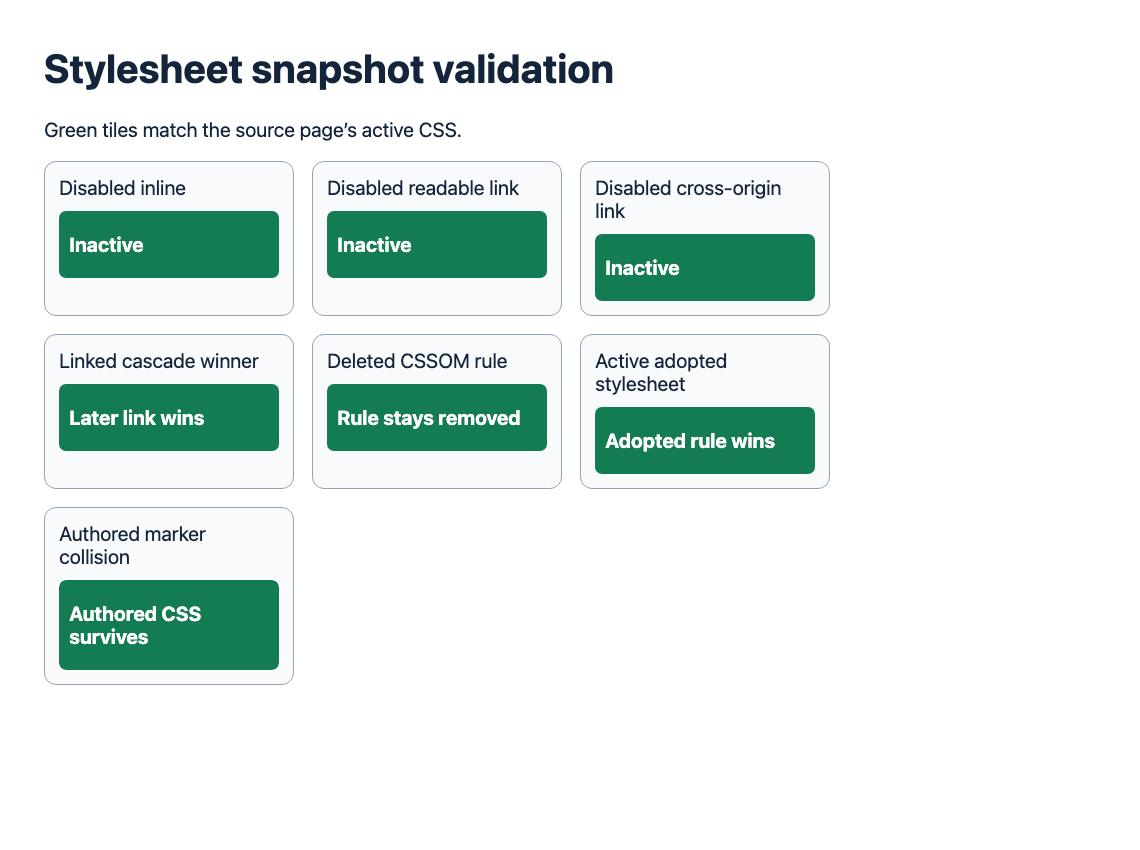 Stylesheet snapshot validation
Green tiles match the source page’s active CSS.
Disabled inline
Inactive
Disabled readable link
Inactive
Disabled cross-origin
link
Inactive
Linked cascade winner
Later link wins
Deleted CSSOM rule
Rule stays removed
Active adopted
stylesheet
Adopted rule wins
Authored marker
collision
Authored CSS
survives